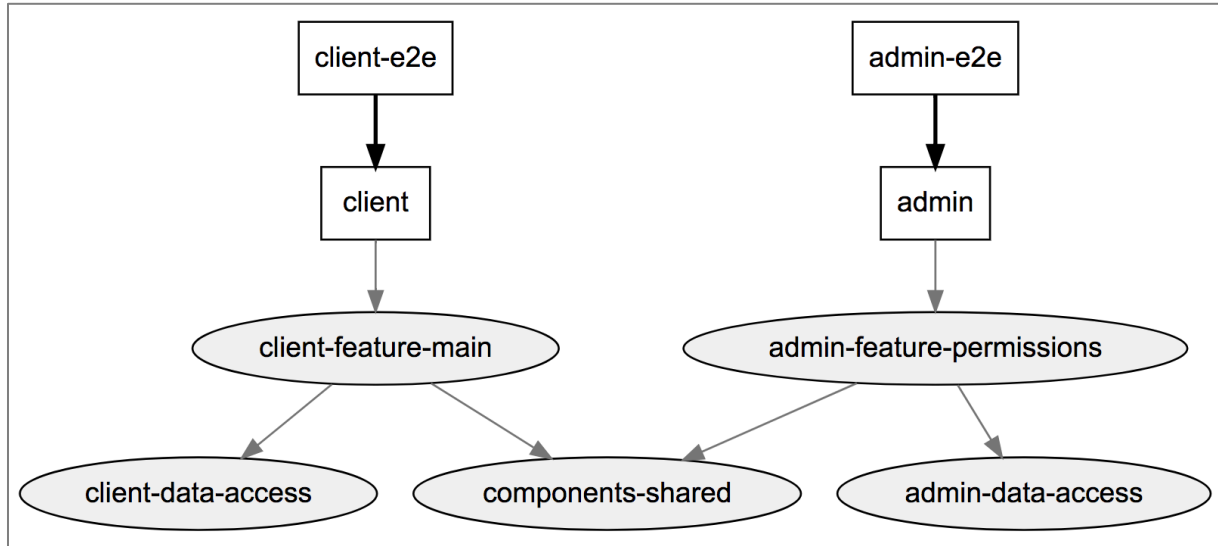 client-e2e
admin-e2e
client
admin
client-feature-main
admin-feature-permissions
client-data-access
components-shared
admin-data-access